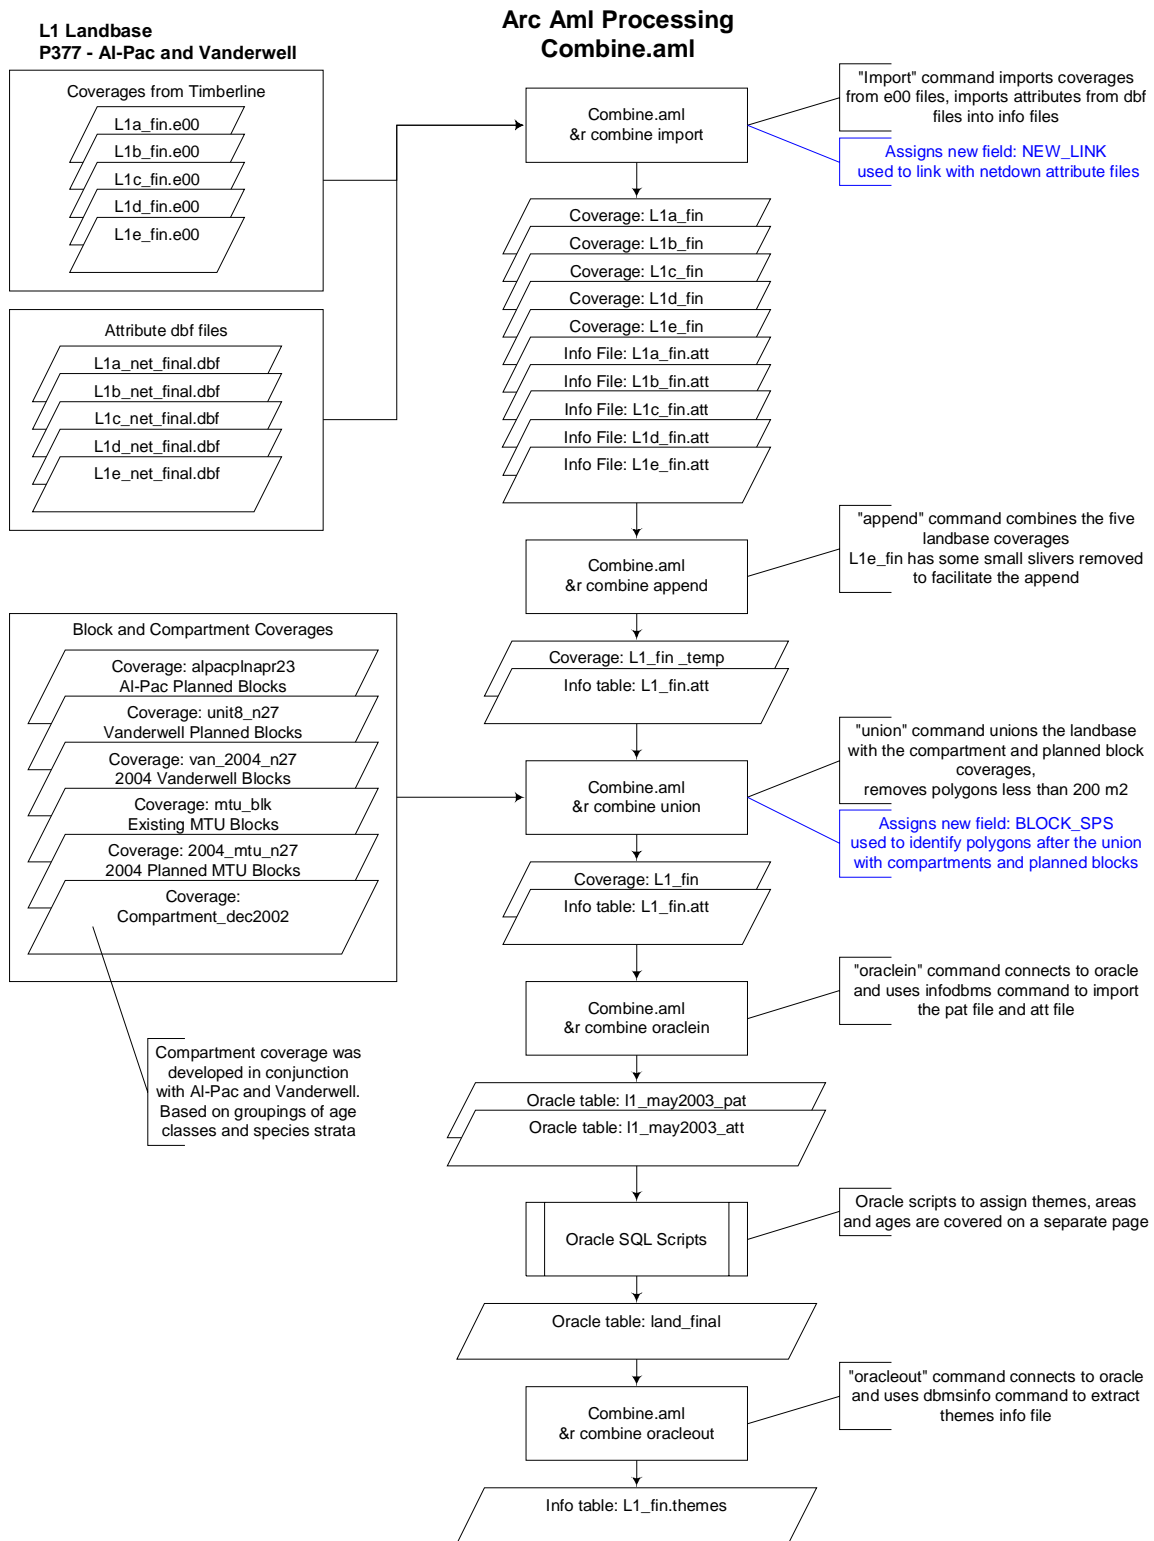 L1 Landbase
P377 - Al-Pac and Vanderwell
Arc Aml Processing
Combine.aml
Coverages from Timberline
L1a_fin.e00
L1b_fin.e00
L1c_fin.e00
L1d_fin.e00
L1e_fin.e00
Attribute dbf files
L1a_net_final.dbf
L1b_net_final.dbf
L1c_net_final.dbf
L1d_net_final.dbf
L1e_net_final.dbf
Combine.aml
&r combine import
"Import" command imports coverages
from e00 files, imports attributes from dbf
files into info files
Assigns new field: NEW_LINK
used to link with netdown attribute files
Coverage: L1a_fin
Coverage: L1b_fin
Coverage: L1c_fin
Coverage: L1d_fin
Coverage: L1e_fin
Info File: L1a_fin.att
Info File: L1b_fin.att
Info File: L1c_fin.att
Info File: L1d_fin.att
Info File: L1e_fin.att
Combine.aml
&r combine append
"append" command combines the five
landbase coverages
L1e_fin has some small slivers removed
to facilitate the append
Coverage: L1_fin _temp
Info table: L1_fin.att
Block and Compartment Coverages
Coverage: alpacplnapr23
Al-Pac Planned Blocks
Coverage: unit8_n27
Vanderwell Planned Blocks
Coverage: van_2004_n27
2004 Vanderwell Blocks
Coverage: mtu_blk
Existing MTU Blocks
Coverage: 2004_mtu_n27
2004 Planned MTU Blocks
Coverage:
Compartment_dec2002
Compartment coverage was
developed in conjunction
with Al-Pac and Vanderwell.
Based on groupings of age
classes and species strata
Combine.aml
&r combine union
"union" command unions the landbase
with the compartment and planned block
coverages,
removes polygons less than 200 m2
Assigns new field: BLOCK_SPS
used to identify polygons after the union
with compartments and planned blocks
Coverage: L1_fin
Info table: L1_fin.att
Combine.aml
&r combine oraclein
"oraclein" command connects to oracle
and uses infodbms command to import
the pat file and att file
Oracle table: l1_may2003_pat
Oracle table: l1_may2003_att
Oracle SQL Scripts
Oracle scripts to assign themes, areas
and ages are covered on a separate page
Oracle table: land_final
Combine.aml
&r combine oracleout
"oracleout" command connects to oracle
and uses dbmsinfo command to extract
themes info file
Info table: L1_fin.themes